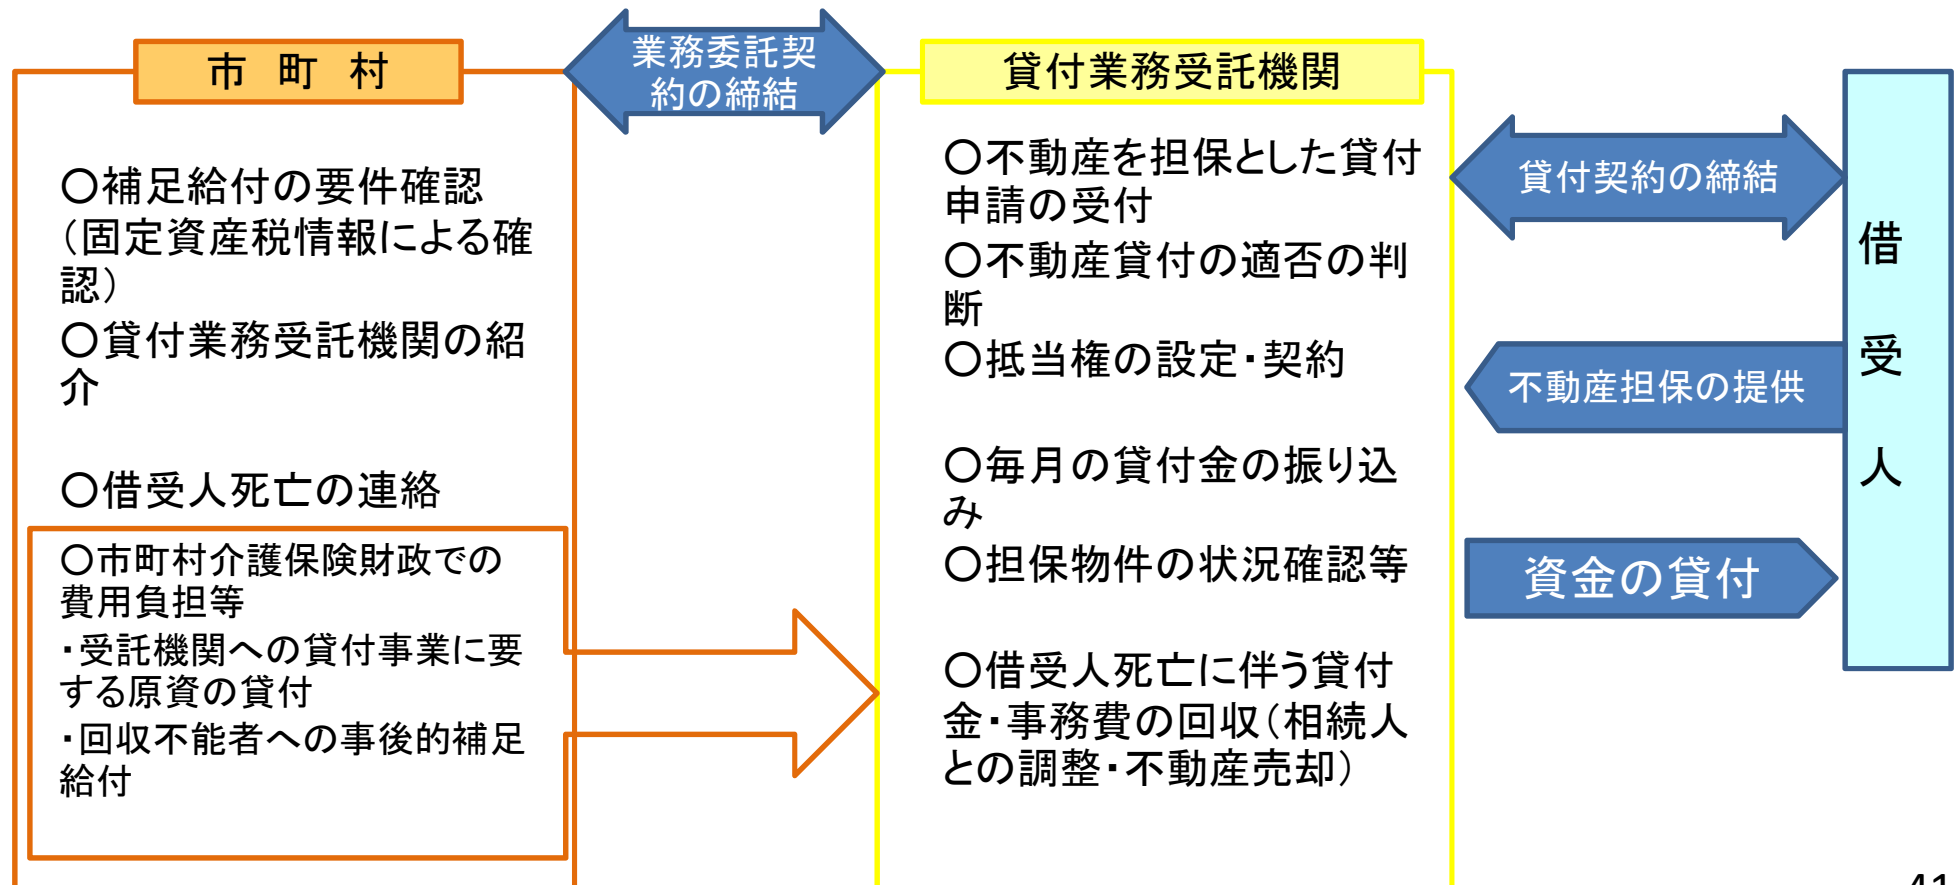 市　町　村
〇補足給付の要件確認
（固定資産税情報による確
認）
〇貸付業務受託機関の紹
介
〇借受人死亡の連絡
〇市町村介護保険財政での
費用負担等
・受託機関への貸付事業に要
する原資の貸付
・回収不能者への事後的補足
給付
業務委託契
約の締結
貸付業務受託機関
〇不動産を担保とした貸付
申請の受付
〇不動産貸付の適否の判
断
〇抵当権の設定・契約
〇毎月の貸付金の振り込
み
〇担保物件の状況確認等
〇借受人死亡に伴う貸付
金・事務費の回収（相続人
との調整・不動産売却）
貸付契約の締結
不動産担保の提供
資金の貸付
借
受
人
41